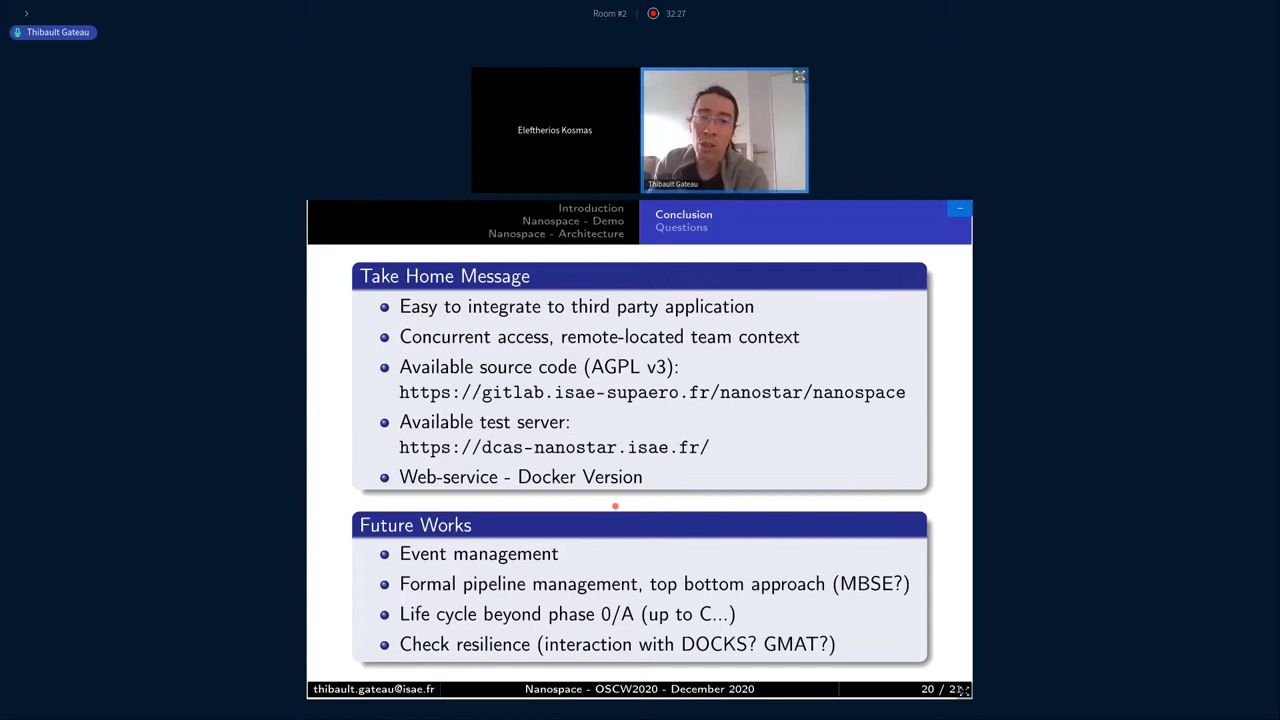 Room #2
32:27
Thibault Gateau
Eleftherios Kosmas
Thibault Gateau
Introduction
Nanospace - Demo
Nanospace - Architecture
Conclusion
Questions
Take Home Message
Easy to integrate to third party application
Concurrent access, remote-located team context
Available source code (AGPL v3):
https://gitlab.isae-supaero.fr/nanostar/nanospace
Available test server:
https://dcas-nanostar.isae.fr/
Web-service - Docker Version
Future Works
Event management
Formal pipeline management, top bottom approach (MBSE?)
Life cycle beyond phase 0/A (up to C...)
Check resilience (interaction with DOCKS? GMAT?)
thibault.gateau@isae.fr
Nanospace - OSCW2020 - December 2020
20 / 21